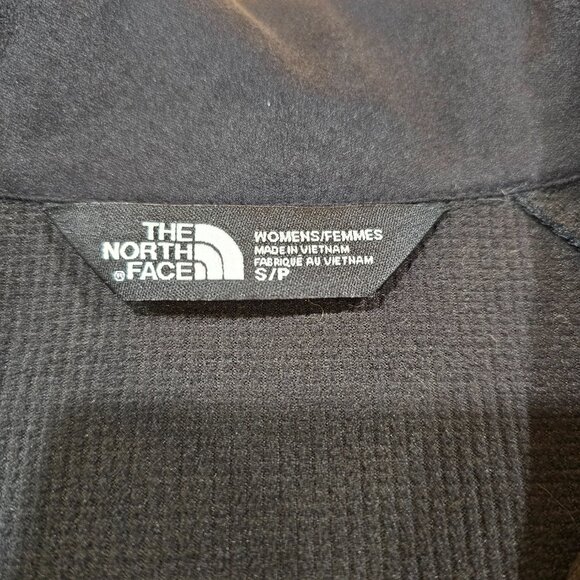 THE
NORTH
FACE
WOMENS/FEMMES
MADE IN VIETNAM
FABRIQUÉ AU VIETNAM
S/P